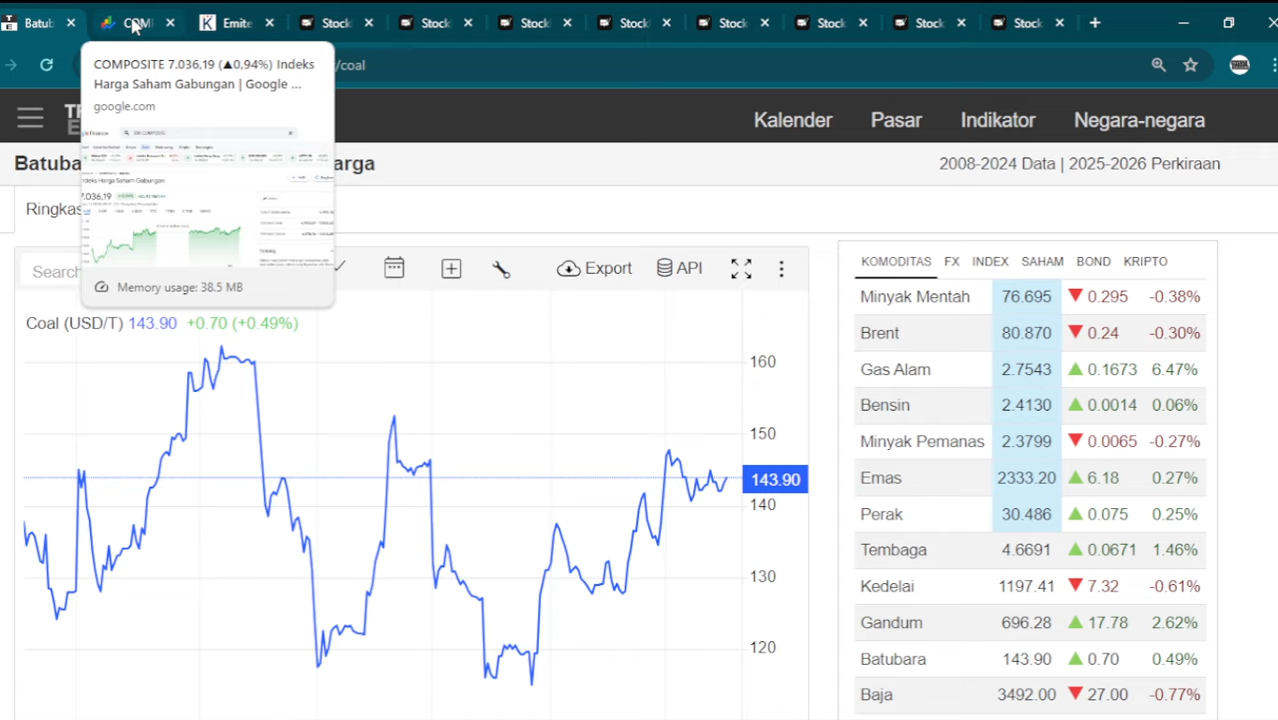 Batub
COMI
Emite
Stock
Stock
Stock
Stock
Stock
Stock
Stock
Stock
/coal
COMPOSITE 7.036,19 (▲0,94%) Indeks
Harga Saham Gabungan | Google ...
google.com
Indeks Harga Saham Gabungan
7.036,19
Memory usage: 38.5 MB
Kalender
Pasar
Indikator
Negara-negara
Batuba
arga
2008-2024 Data | 2025-2026 Perkiraan
Ringkas
Search
Export
API
Coal (USD/T) 143.90 +0.70 (+0.49%)
160
150
143.90
140
130
120
KOMODITAS FX INDEX SAHAM BOND KRIPTO
Minyak Mentah 76.695 ▼ 0.295 -0.38%
Brent 80.870 ▼ 0.24 -0.30%
Gas Alam 2.7543 ▲ 0.1673 6.47%
Bensin 2.4130 ▲ 0.0014 0.06%
Minyak Pemanas 2.3799 ▼ 0.0065 -0.27%
Emas 2333.20 ▲ 6.18 0.27%
Perak 30.486 ▲ 0.075 0.25%
Tembaga 4.6691 ▲ 0.0671 1.46%
Kedelai 1197.41 ▼ 7.32 -0.61%
Gandum 696.28 ▲ 17.78 2.62%
Batubara 143.90 ▲ 0.70 0.49%
Baja 3492.00 ▼ 27.00 -0.77%